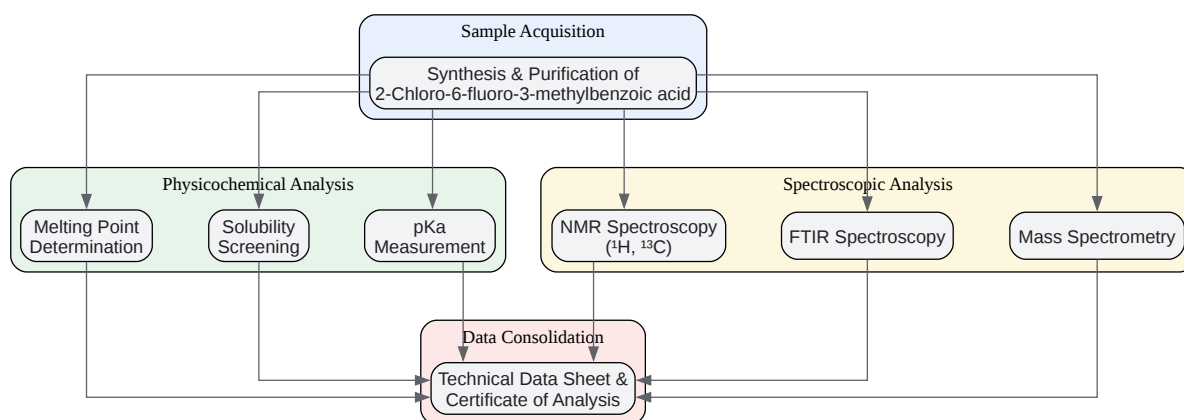 Sample Acquisition
Synthesis & Purification of
2-Chloro-6-fluoro-3-methylbenzoic acid
Physicochemical Analysis
Melting Point
Determination
Solubility
Screening
pKa
Measurement
Spectroscopic Analysis
NMR Spectroscopy
(¹H, ¹³C)
FTIR Spectroscopy
Mass Spectrometry
Data Consolidation
Technical Data Sheet &
Certificate of Analysis